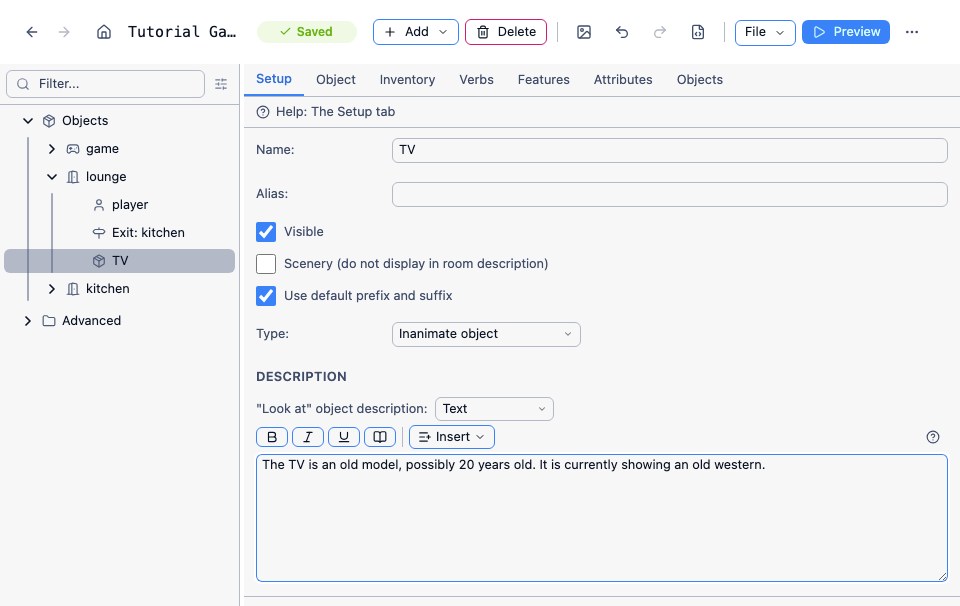 Tutorial Ga...
Saved
Add
Delete
File
Preview
Filter...
Setup
Object
Inventory
Verbs
Features
Attributes
Objects
Help: The Setup tab
Objects
game
lounge
player
Exit: kitchen
TV
kitchen
Advanced
Name:
TV
Alias:
Visible
Scenery (do not display in room description)
Use default prefix and suffix
Type:
Inanimate object
DESCRIPTION
"Look at" object description:
Text
B
I
U
Insert
The TV is an old model, possibly 20 years old. It is currently showing an old western.